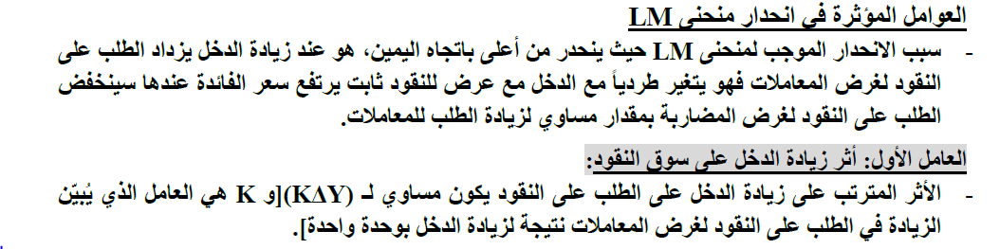 العوامل المؤثرة في انحدار منحنى LM
- سبب الانحدار الموجب لمنحنى LM حيث ينحدر من أعلى باتجاه اليمين، هو عند زيادة الدخل يزداد الطلب على
النقود لغرض المعاملات فهو يتغير طردياً مع الدخل مع عرض للنقود ثابت يرتفع سعر الفائدة عندها سينخفض
الطلب على النقود لغرض المضاربة بمقدار مساوي لزيادة الطلب للمعاملات.
العامل الأول: أثر زيادة الدخل على سوق النقود:
- الأثر المترتب على زيادة الدخل على الطلب على النقود يكون مساوي لـ (KΔY)[و K هي العامل الذي يُبيّن
الزيادة في الطلب على النقود لغرض المعاملات نتيجة لزيادة الدخل بوحدة واحدة].